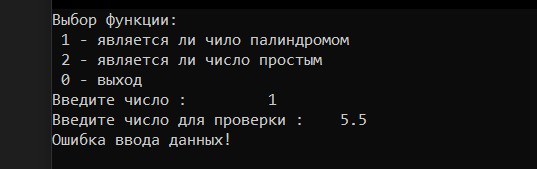 Выбор функции:
1 - является ли чило палиндромом
2 - является ли число простым
0 - выход
Введите число :         1
Введите число для проверки :    5.5
Ошибка ввода данных!